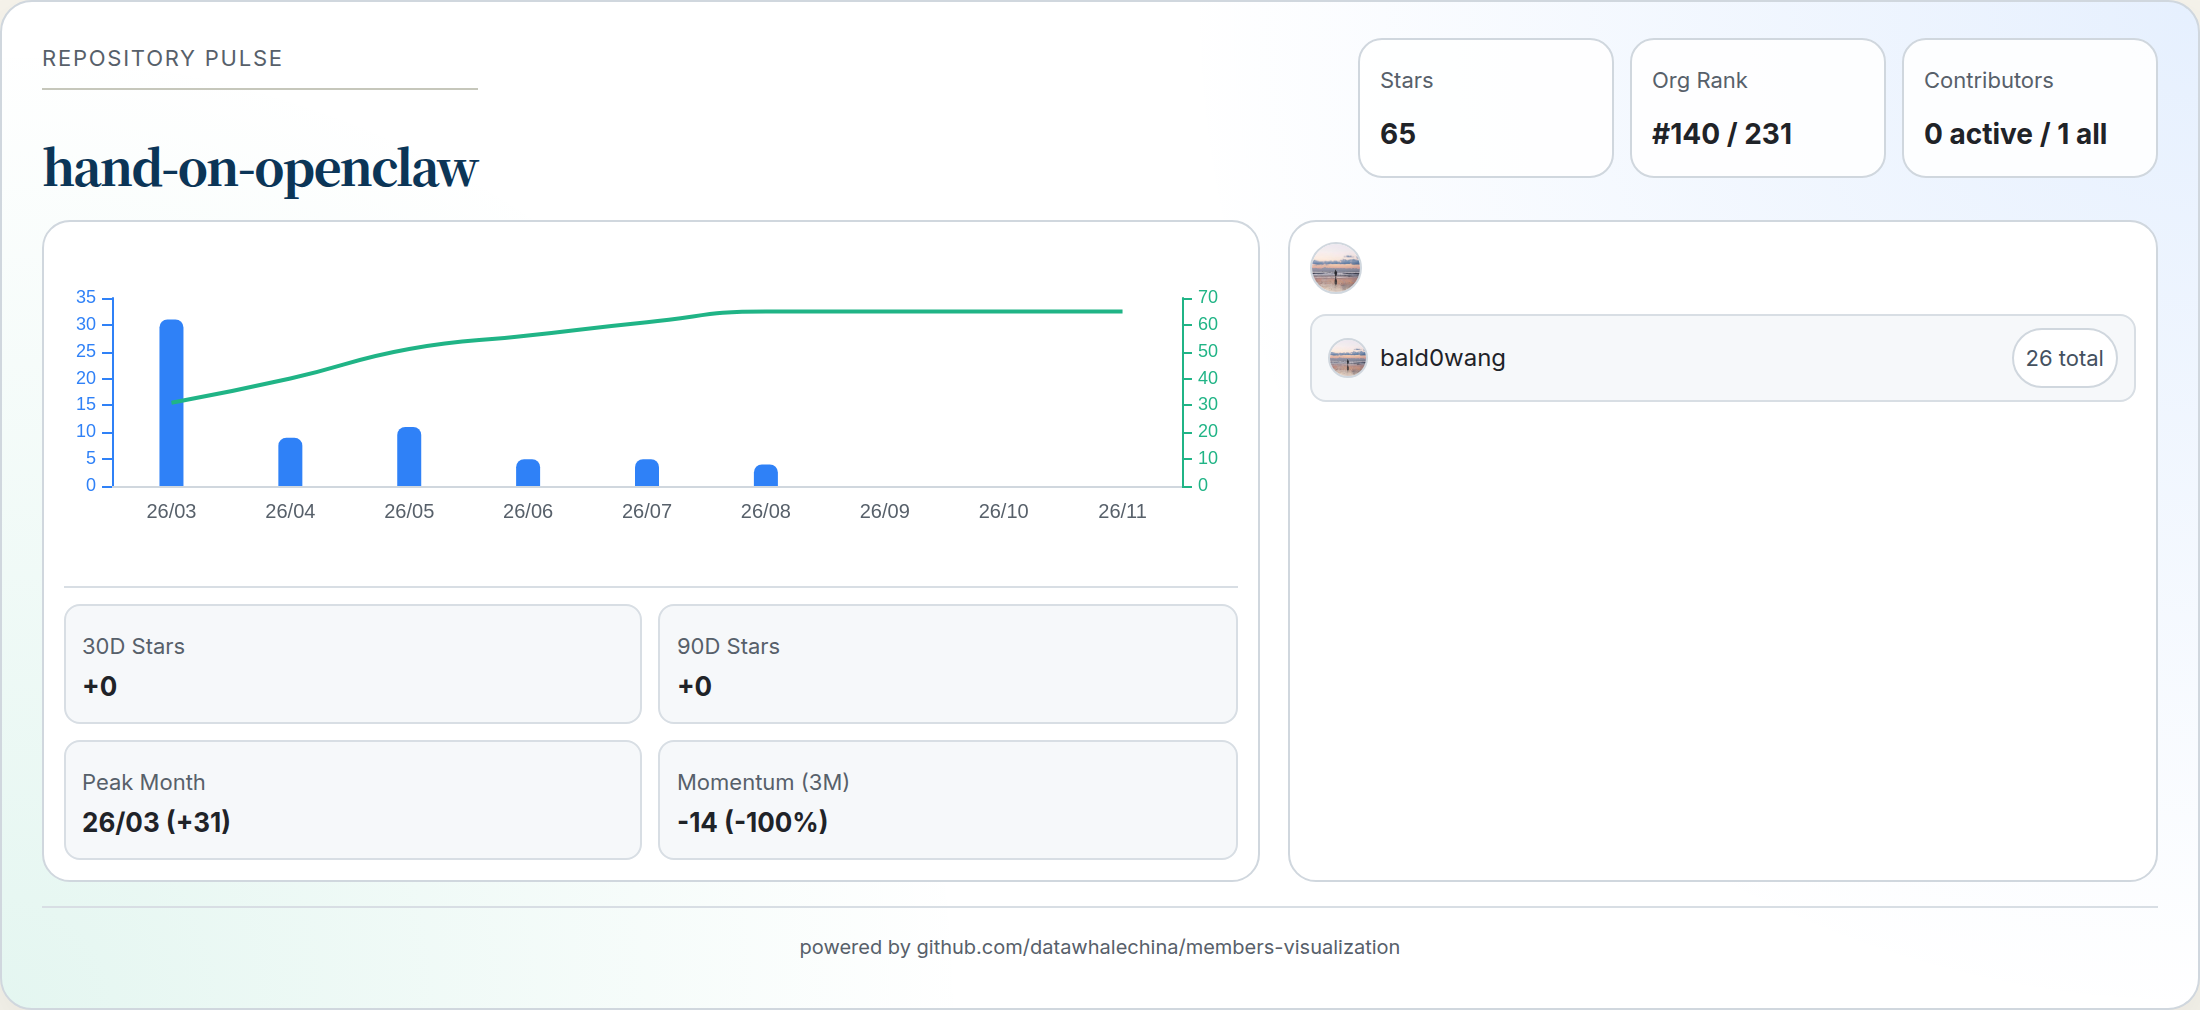 REPOSITORY PULSE
hand-on-openclaw
Stars
65
Org Rank
#140 / 231
Contributors
0 active / 1 all
35
30
25
20
15
10
5
0
70
60
50
40
30
20
10
0
26/03 26/04 26/05 26/06 26/07 26/08 26/09 26/10 26/11
30D Stars
+0
90D Stars
+0
Peak Month
26/03 (+31)
Momentum (3M)
-14 (-100%)
bald0wang
26 total
powered by github.com/datawhalechina/members-visualization